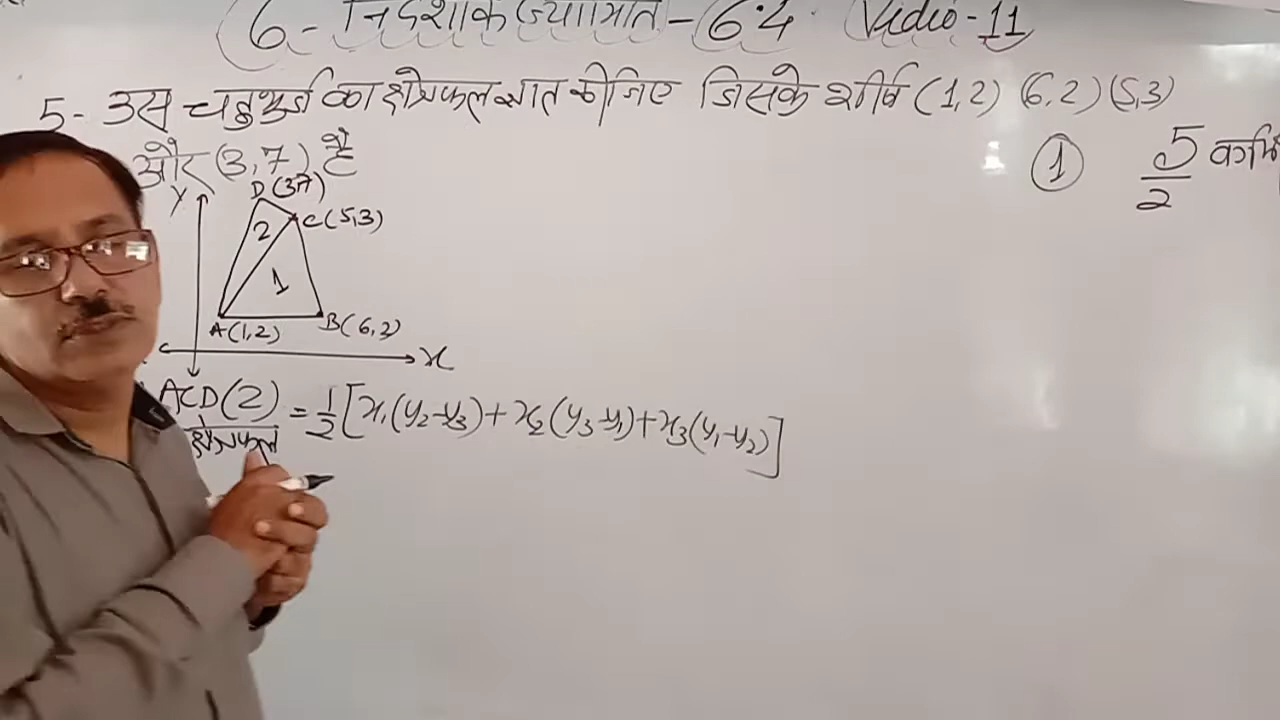 6- निर्देशांक ज्यामिति - 6.4 Video-11
5- उस चतुर्भुज का क्षेत्रफल ज्ञात कीजिए जिसके शीर्ष (1,2) (6,2) (5,3)
और (3,7) है
① 5/2 वर्ग
y D(3,7)
C(5,3)
2
1
A(1,2) B(6,2)
x
ACD(2) = 1/2 [x₁(y₂-y₃)+x₂(y₃-y₁)+x₃(y₁-y₂)]
क्षेत्रफल